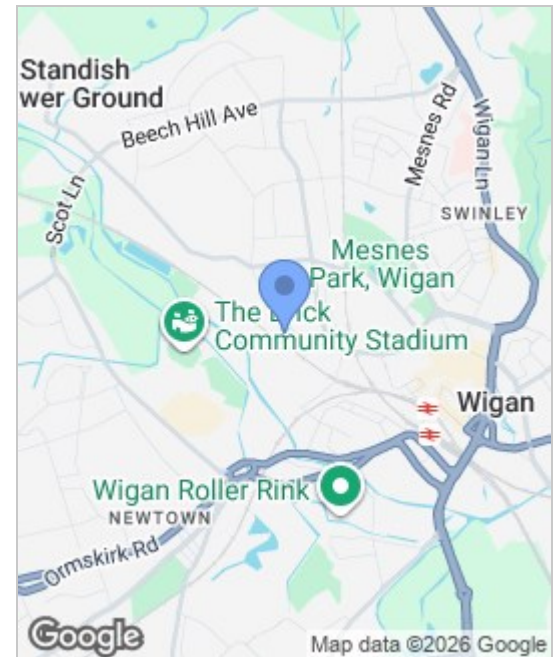 Standish
wer Ground
Beech Hill Ave
Mesnes Rd
Wigan Ln
Scot Ln
SWINLEY
Mesnes
Park, Wigan
The Brick
Community Stadium
Wigan
Wigan Roller Rink
NEWTOWN
Ormskirk Rd
Google
Map data ©2026 Google